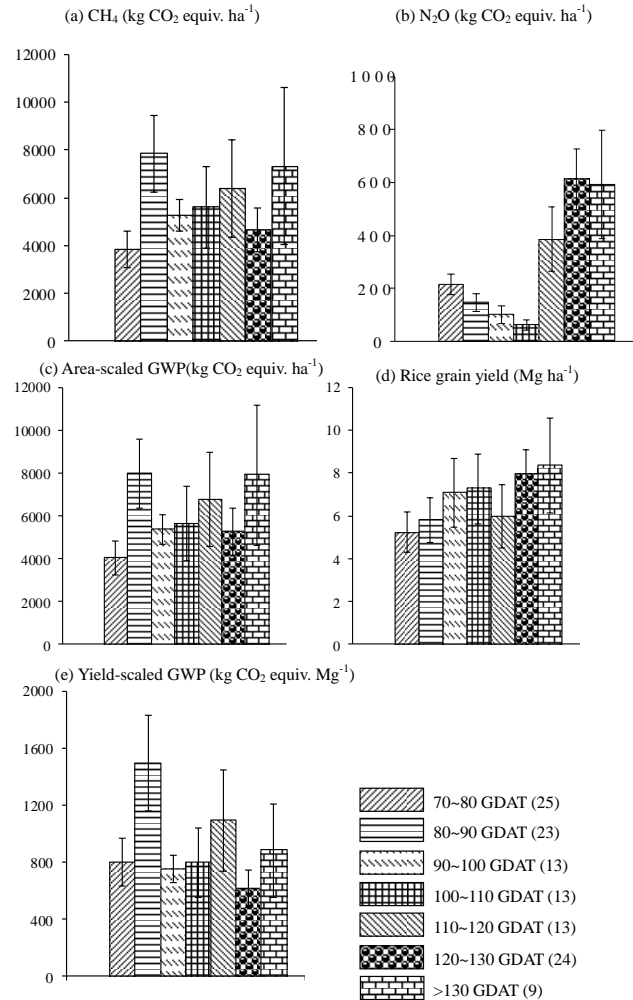 (a) CH₄ (kg CO₂ equiv. ha⁻¹)
12000
10000
8000
6000
4000
2000
0
(b) N₂O (kg CO₂ equiv. ha⁻¹)
1000
800
600
400
200
0
(c) Area-scaled GWP(kg CO₂ equiv. ha⁻¹)
12000
10000
8000
6000
4000
2000
0
(d) Rice grain yield (Mg ha⁻¹)
12
10
8
6
4
2
0
(e) Yield-scaled GWP (kg CO₂ equiv. Mg⁻¹)
2000
1600
1200
800
400
0
70~80 GDAT (25)
80~90 GDAT (23)
90~100 GDAT (13)
100~110 GDAT (13)
110~120 GDAT (13)
120~130 GDAT (24)
>130 GDAT (9)